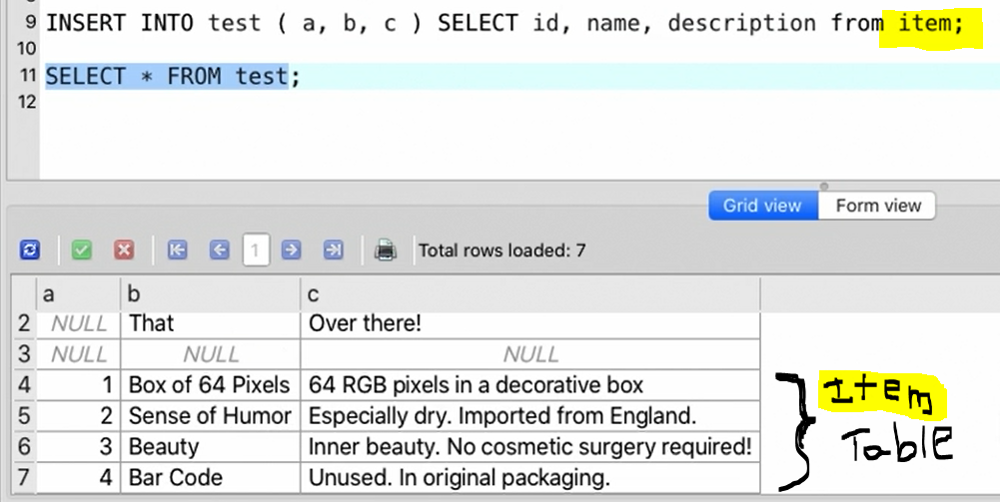 9 INSERT INTO test ( a, b, c ) SELECT id, name, description from item;
10
11 SELECT * FROM test;
12
Grid view Form view
1 Total rows loaded: 7
a b c
2 NULL That Over there!
3 NULL NULL NULL
4 1 Box of 64 Pixels 64 RGB pixels in a decorative box
5 2 Sense of Humor Especially dry. Imported from England.
6 3 Beauty Inner beauty. No cosmetic surgery required!
7 4 Bar Code Unused. In original packaging.
Item
Table